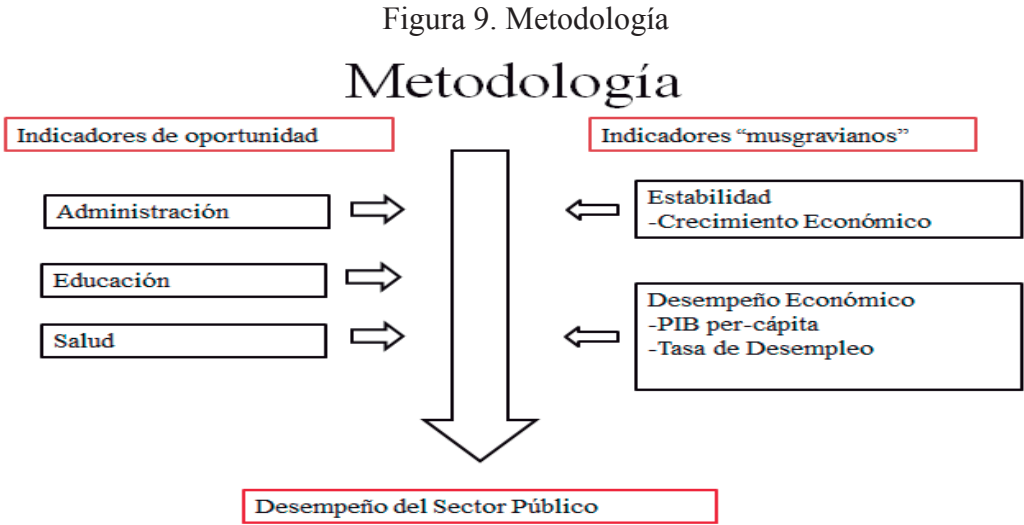 Figura 9. Metodología
Metodología
Indicadores de oportunidad
Administración
Educación
Salud
Indicadores “musgravianos”
Estabilidad
-Crecimiento Económico
Desempeño Económico
-PIB per-cápita
-Tasa de Desempleo
Desempeño del Sector Público